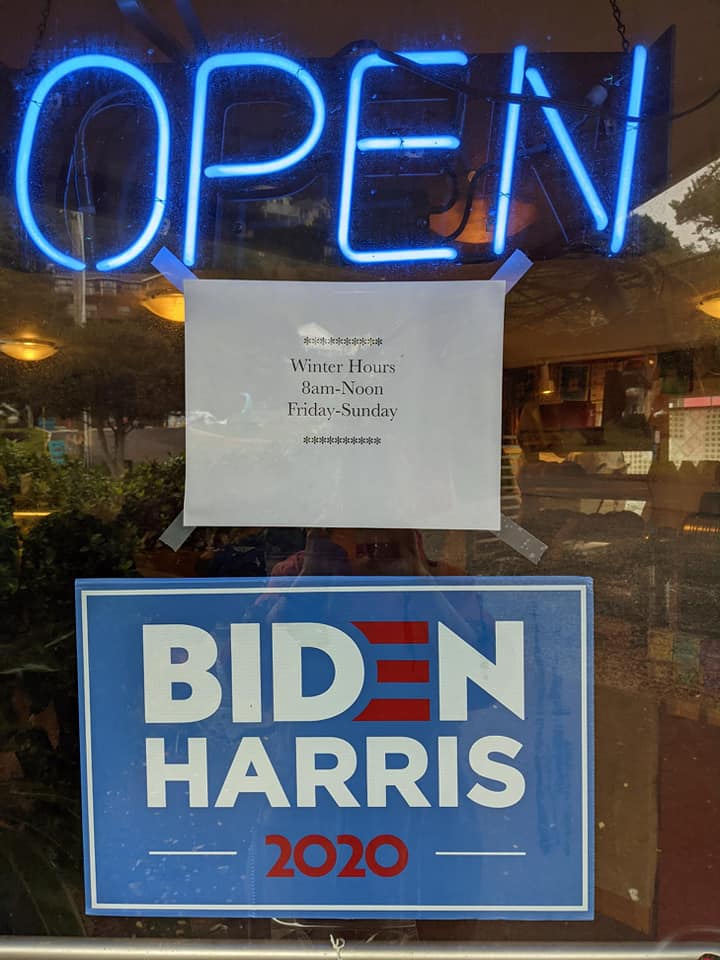 OPEN
**********
Winter Hours
8am-Noon
Friday-Sunday
**********
BIDEN
HARRIS
2020